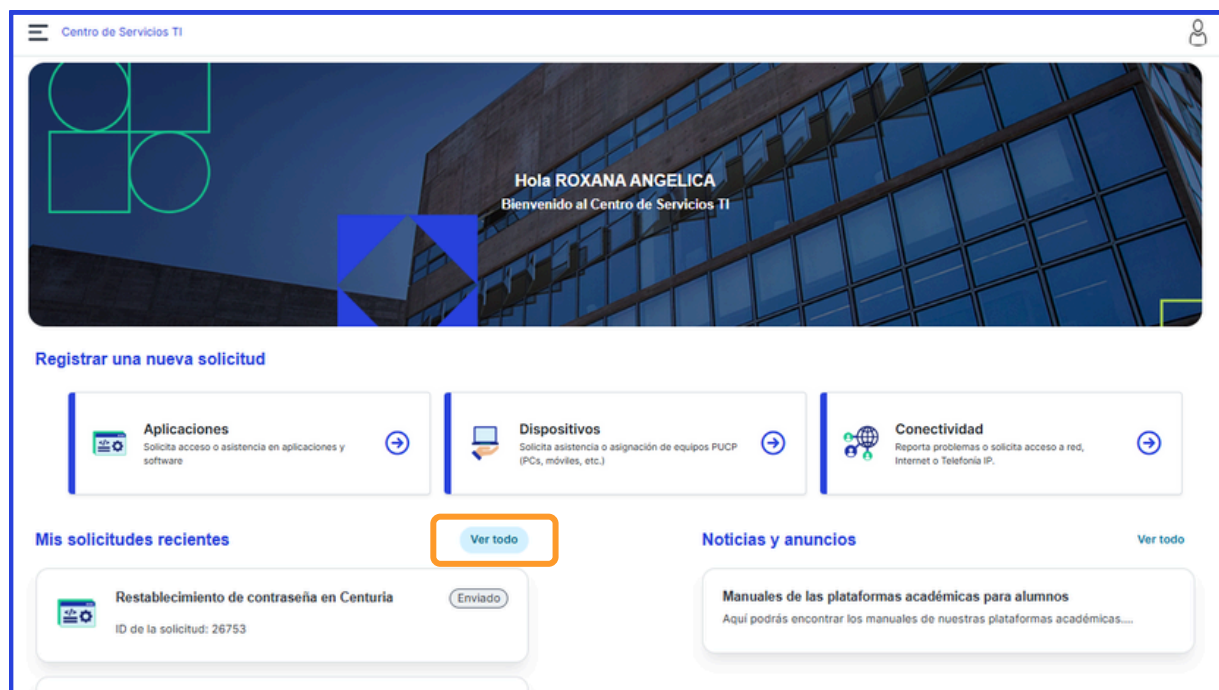 Centro de Servicios TI
Hola ROXANA ANGELICA
Bienvenido al Centro de Servicios TI
Registrar una nueva solicitud
Aplicaciones
Solicita acceso o asistencia en aplicaciones y
software
Dispositivos
Solicita asistencia o asignación de equipos PUCP
(PCs, móviles, etc.)
Conectividad
Reporta problemas o solicita acceso a red,
Internet o Telefonía IP.
Mis solicitudes recientes
Ver todo
Restablecimiento de contraseña en Centuria
Enviado
ID de la solicitud: 26753
Noticias y anuncios
Ver todo
Manuales de las plataformas académicas para alumnos
Aquí podrás encontrar los manuales de nuestras plataformas académicas....